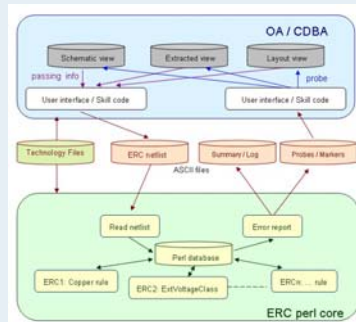 OA / CDBA
Schematic view
Extracted view
Layout view
passing info
probe
User interface / Skill code
User interface / Skill code
Technology Files
ERC netlist
Summary / Log
Probes / Markers
ASCII files
Read netlist
Error report
Perl database
ERC1: Copper rule
ERC2: ExtVoltageClass
ERCn: .... rule
ERC perl core